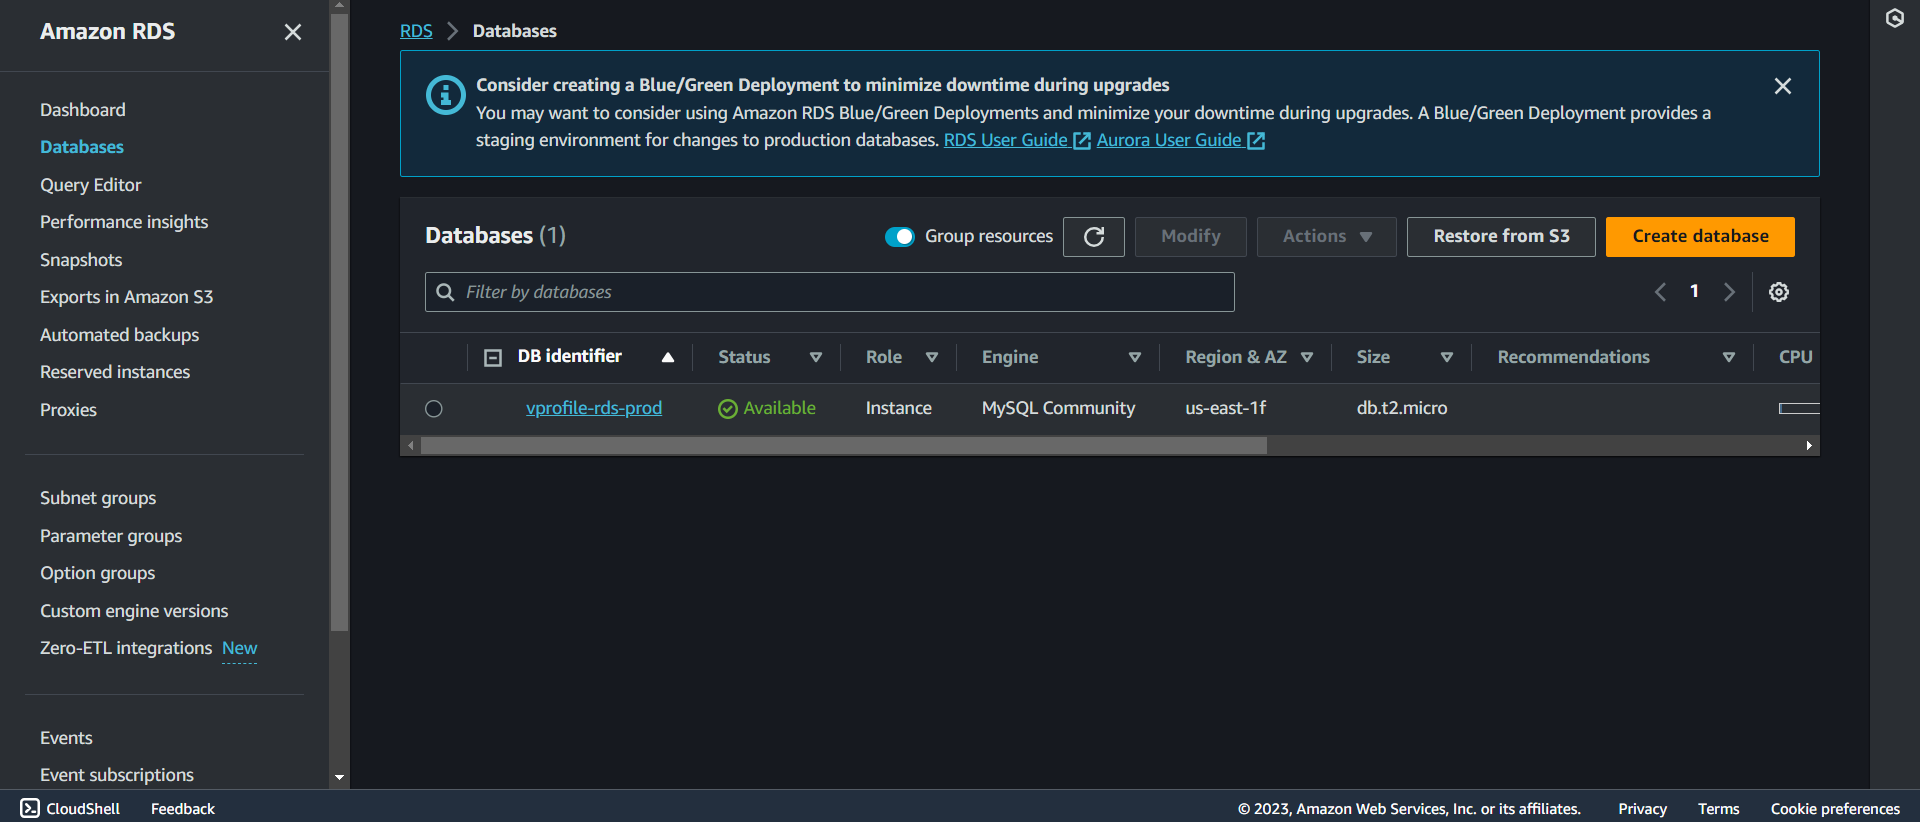 Amazon RDS
Dashboard
Databases
Query Editor
Performance insights
Snapshots
Exports in Amazon S3
Automated backups
Reserved instances
Proxies
Subnet groups
Parameter groups
Option groups
Custom engine versions
Zero-ETL integrations New
Events
Event subscriptions
RDS > Databases
Consider creating a Blue/Green Deployment to minimize downtime during upgrades
You may want to consider using Amazon RDS Blue/Green Deployments and minimize your downtime during upgrades. A Blue/Green Deployment provides a
staging environment for changes to production databases. RDS User Guide Aurora User Guide
Databases (1) Group resources Modify Actions Restore from S3 Create database
Filter by databases 1
DB identifier Status Role Engine Region & AZ Size Recommendations CPU
vprofile-rds-prod Available Instance MySQL Community us-east-1f db.t2.micro
CloudShell Feedback © 2023, Amazon Web Services, Inc. or its affiliates. Privacy Terms Cookie preferences